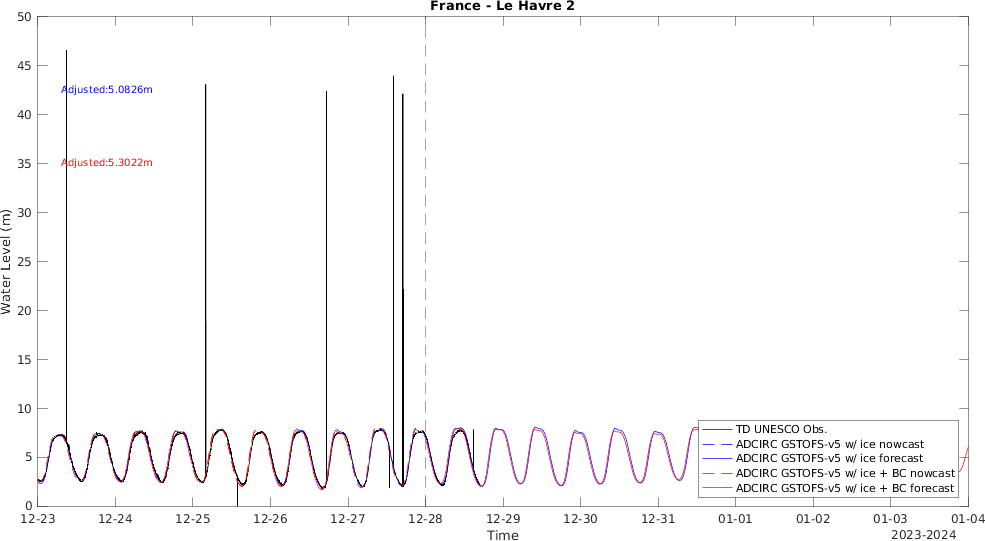 France - Le Havre 2
50
45
40
35
30
25
20
15
10
5
0
Water Level (m)
Adjusted:5.0826m
Adjusted:5.3022m
TD UNESCO Obs.
ADCIRC GSTOFS-v5 w/ ice nowcast
ADCIRC GSTOFS-v5 w/ ice forecast
ADCIRC GSTOFS-v5 w/ ice + BC nowcast
ADCIRC GSTOFS-v5 w/ ice + BC forecast
12-23 12-24 12-25 12-26 12-27 12-28 12-29 12-30 12-31 01-01 01-02 01-03 01-04
Time
2023-2024